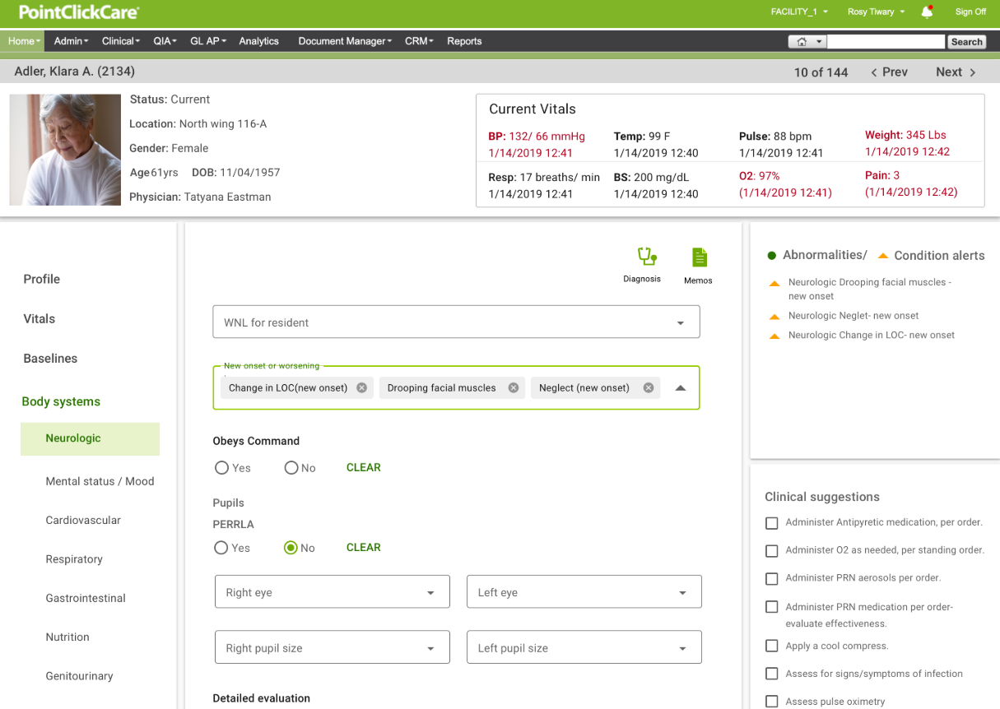 PointClickCare
FACILITY_1 Rosy Tiwary Sign Off
Home Admin Clinical QIA GL AP Analytics Document Manager CRM Reports Search
Adler, Klara A. (2134)
10 of 144 Prev Next
Status: Current
Location: North wing 116-A
Gender: Female
Age 61yrs DOB: 11/04/1957
Physician: Tatyana Eastman
Current Vitals
BP: 132/ 66 mmHg
1/14/2019 12:41
Temp: 99 F
1/14/2019 12:40
Pulse: 88 bpm
1/14/2019 12:41
Weight: 345 Lbs
1/14/2019 12:42
Resp: 17 breaths/ min
1/14/2019 12:41
BS: 200 mg/dL
1/14/2019 12:40
O2: 97%
(1/14/2019 12:41)
Pain: 3
(1/14/2019 12:42)
Profile
Vitals
Baselines
Body systems
Neurologic
Mental status / Mood
Cardiovascular
Respiratory
Gastrointestinal
Nutrition
Genitourinary
Diagnosis
Memos
WNL for resident
New onset or worsening
Change in LOC(new onset) Drooping facial muscles Neglect (new onset)
Obeys Command
Yes No CLEAR
Pupils
PERRLA
Yes No CLEAR
Right eye Left eye
Right pupil size Left pupil size
Detailed evaluation
Abnormalities/ Condition alerts
Neurologic Drooping facial muscles -
new onset
Neurologic Neglet- new onset
Neurologic Change in LOC- new onset
Clinical suggestions
Administer Antipyretic medication, per order.
Administer O2 as needed, per standing order.
Administer PRN aerosols per order.
Administer PRN medication per order-
evaluate effectiveness.
Apply a cool compress.
Assess for signs/symptoms of infection
Assess pulse oximetry